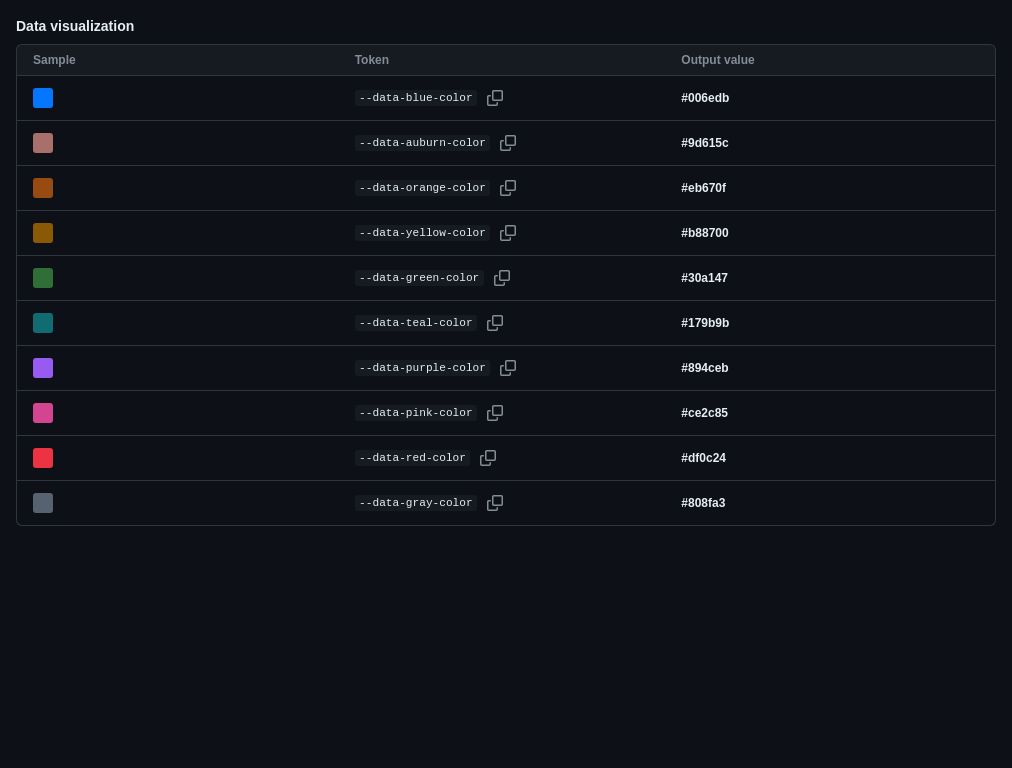 Data visualization
Sample Token Output value
--data-blue-color #006edb
--data-auburn-color #9d615c
--data-orange-color #eb670f
--data-yellow-color #b88700
--data-green-color #30a147
--data-teal-color #179b9b
--data-purple-color #894ceb
--data-pink-color #ce2c85
--data-red-color #df0c24
--data-gray-color #808fa3